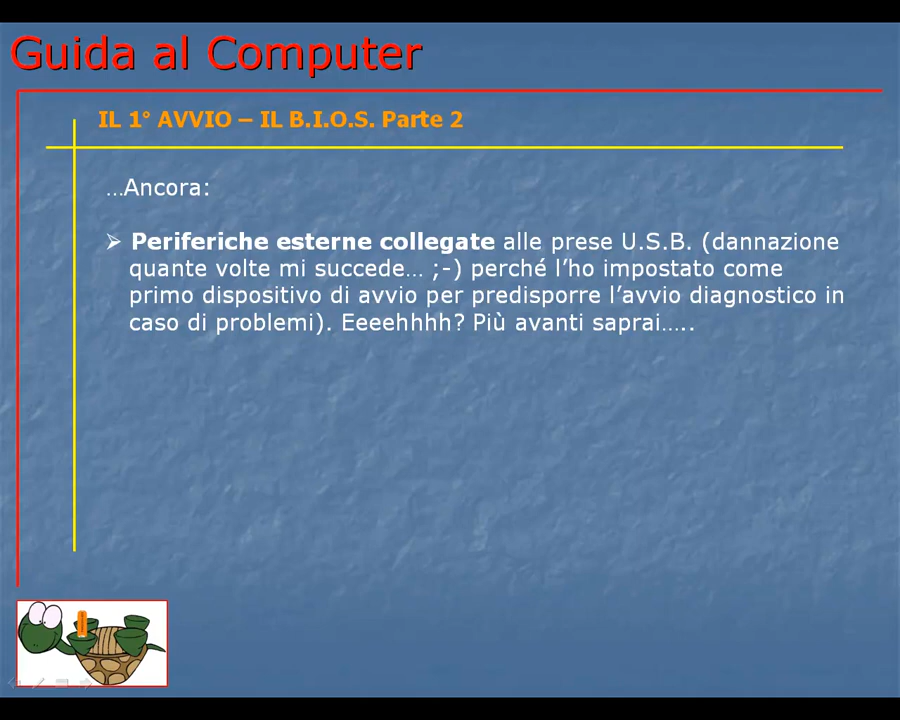 Guida al Computer
IL 1° AVVIO – IL B.I.O.S. Parte 2
…Ancora:
➢ Periferiche esterne collegate alle prese U.S.B. (dannazione
quante volte mi succede… ;-) perché l’ho impostato come
primo dispositivo di avvio per predisporre l’avvio diagnostico in
caso di problemi). Eeeehhhh? Più avanti saprai…..